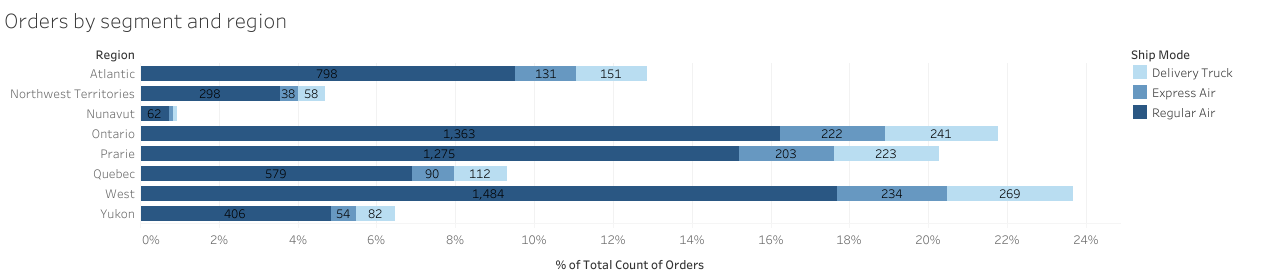 Orders by segment and region
Region
Ship Mode
Atlantic 798 131 151
Delivery Truck
Northwest Territories 298 38 58
Express Air
Nunavut 62
Regular Air
Ontario 1,363 222 241
Prarie 1,275 203 223
Quebec 579 90 112
West 1,484 234 269
Yukon 406 54 82
0% 2% 4% 6% 8% 10% 12% 14% 16% 18% 20% 22% 24%
% of Total Count of Orders